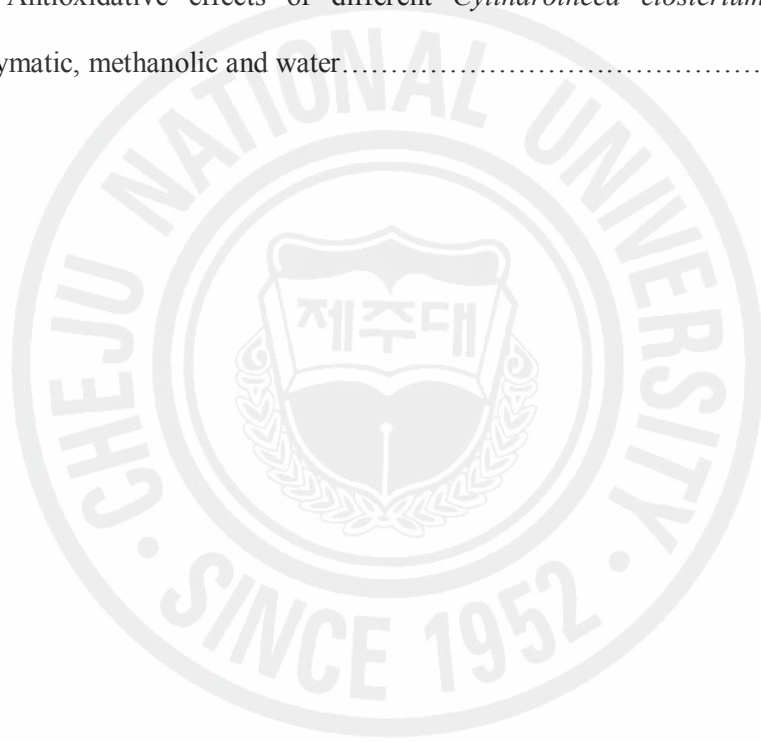 Antioxidative effects of different Cylindrotheca closterium
ymatic, methanolic and water……………………………………………
CHEJU NATIONAL UNIVERSITY
제주대
· SINCE 1952 ·